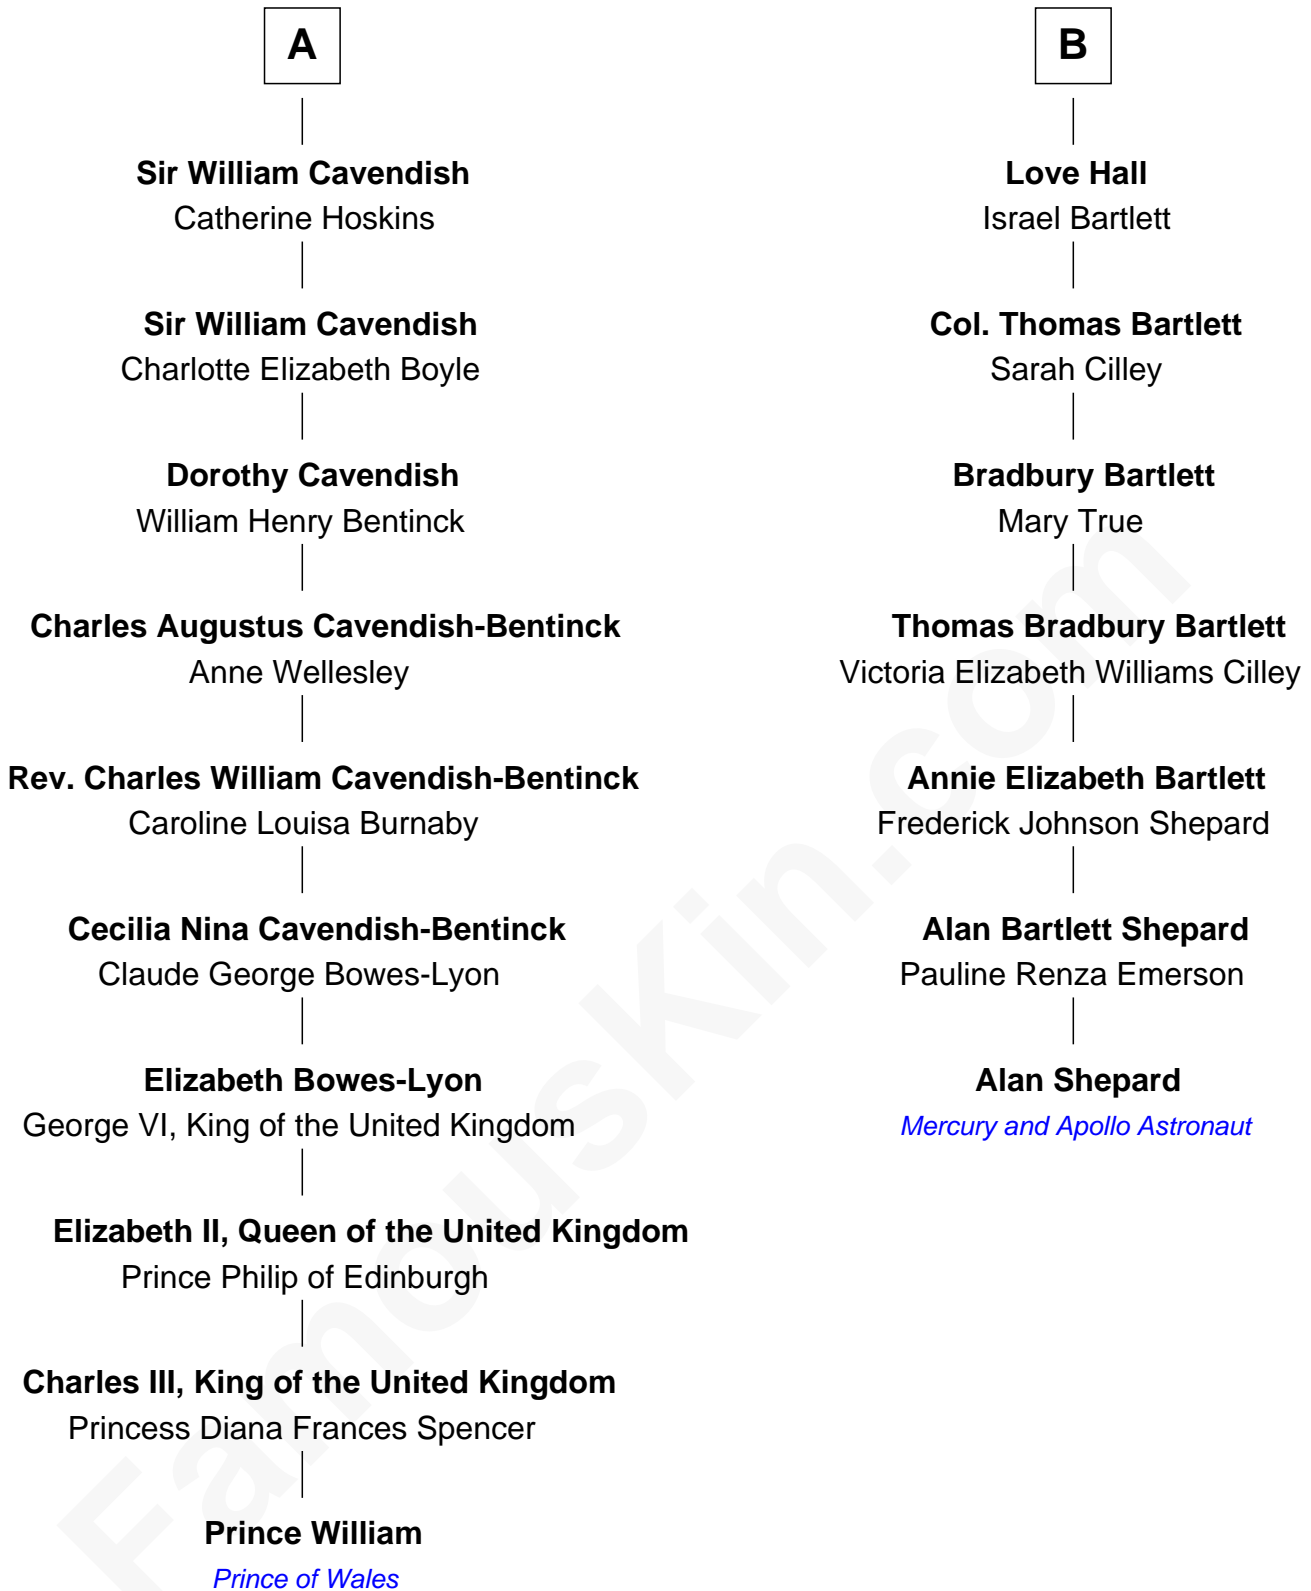 A
Sir William Cavendish
Catherine Hoskins
Sir William Cavendish
Charlotte Elizabeth Boyle
Dorothy Cavendish
William Henry Bentinck
Charles Augustus Cavendish-Bentinck
Anne Wellesley
Rev. Charles William Cavendish-Bentinck
Caroline Louisa Burnaby
Cecilia Nina Cavendish-Bentinck
Claude George Bowes-Lyon
Elizabeth Bowes-Lyon
George VI, King of the United Kingdom
Elizabeth II, Queen of the United Kingdom
Prince Philip of Edinburgh
Charles III, King of the United Kingdom
Princess Diana Frances Spencer
Prince William
Prince of Wales
B
Love Hall
Israel Bartlett
Col. Thomas Bartlett
Sarah Cilley
Bradbury Bartlett
Mary True
Thomas Bradbury Bartlett
Victoria Elizabeth Williams Cilley
Annie Elizabeth Bartlett
Frederick Johnson Shepard
Alan Bartlett Shepard
Pauline Renza Emerson
Alan Shepard
Mercury and Apollo Astronaut
FamousKin.com